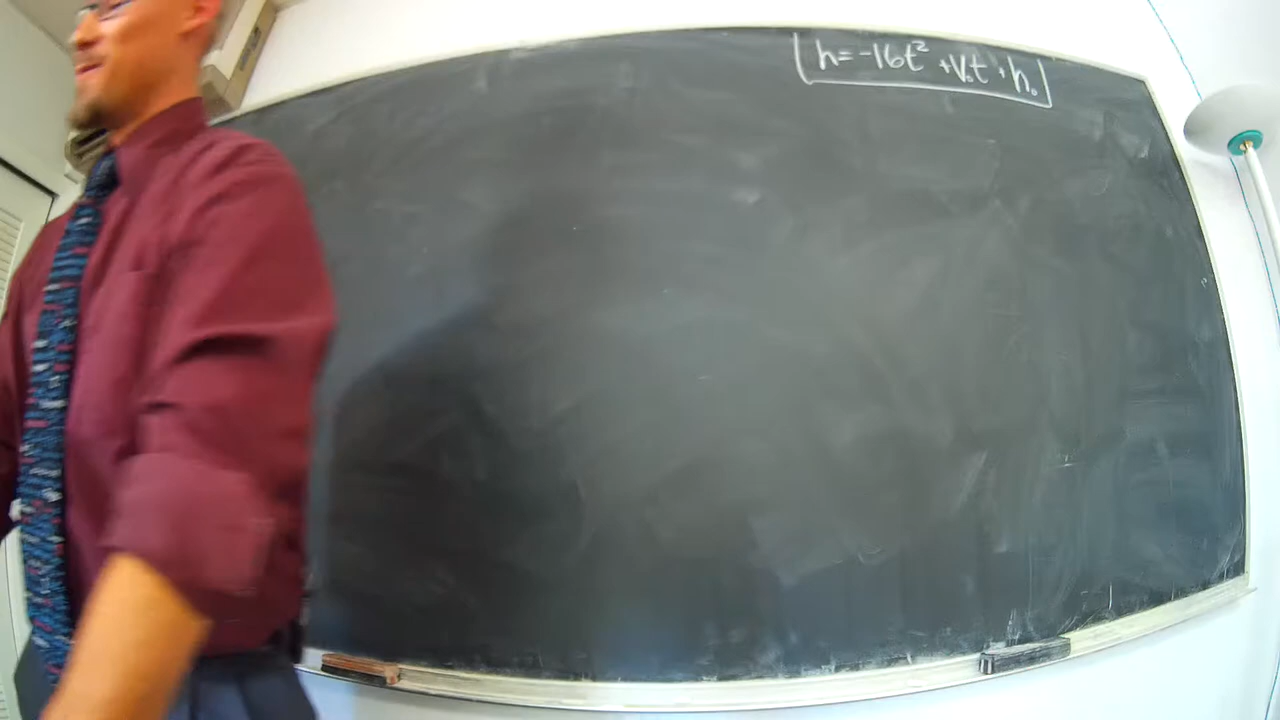 h = -16t² + V₀t + h₀